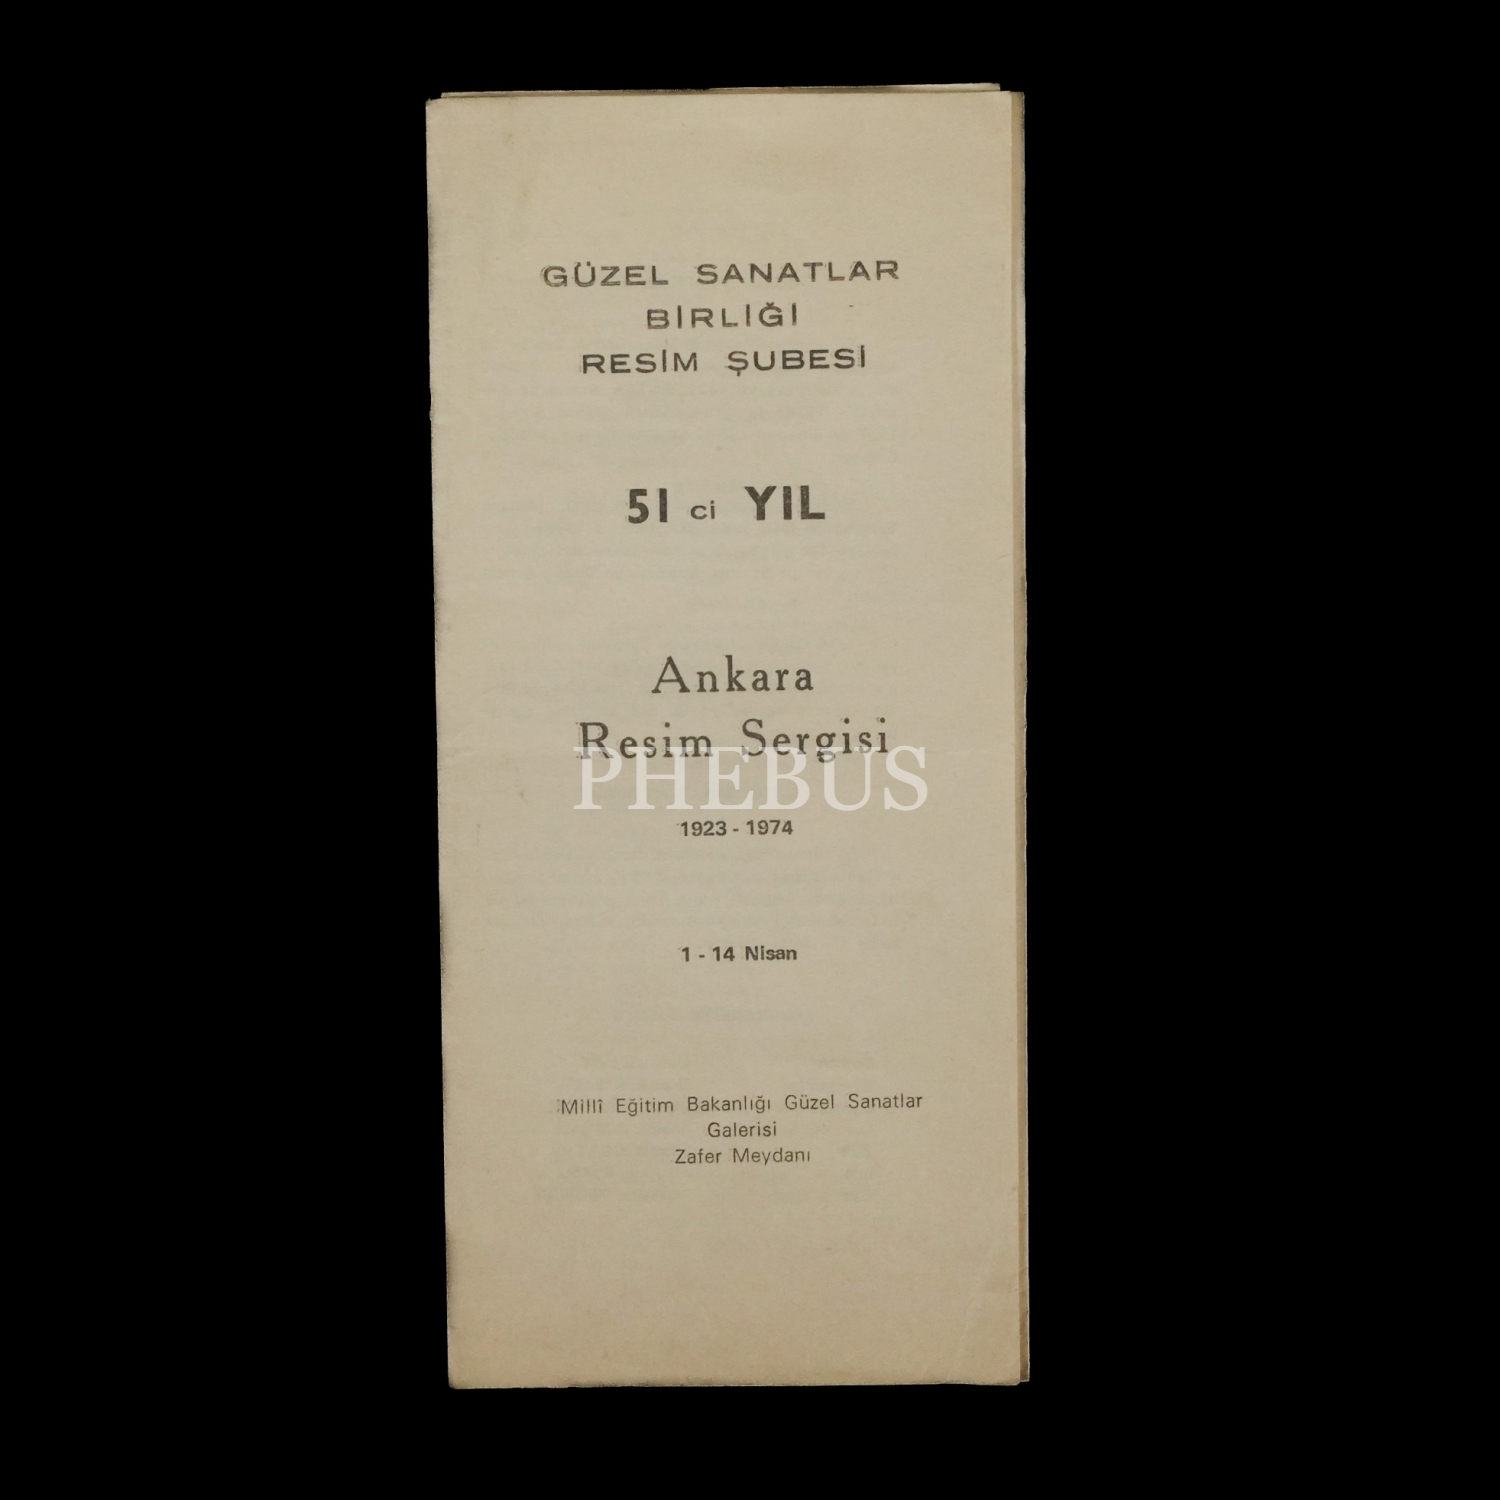 GÜZEL SANATLAR
BİRLİĞİ
RESİM ŞUBESİ
51 ci YIL
Ankara
Resim Sergisi
PHEBUS
1923 - 1974
1 - 14 Nisan
Millî Eğitim Bakanlığı Güzel Sanatlar
Galerisi
Zafer Meydanı